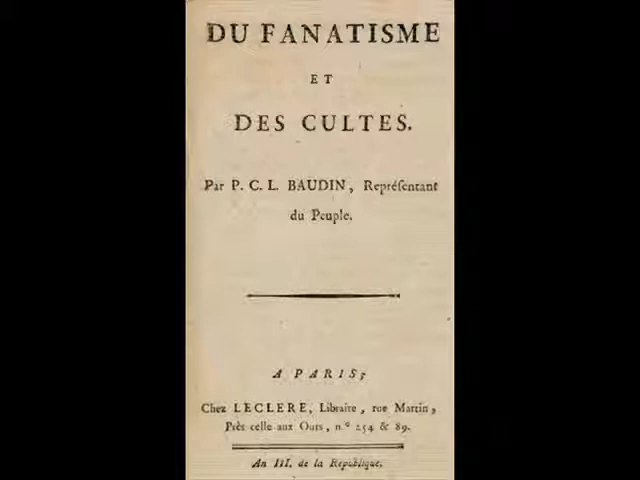 DU FANATISME
ET
DES CULTES.
Par P. C. L. BAUDIN, Repréſentant
du Peuple.
A PARIS,
Chez LECLERE, Libraire, rue Martin,
Près celle aux Ours, n.º 254 & 89.
An III. de la République.